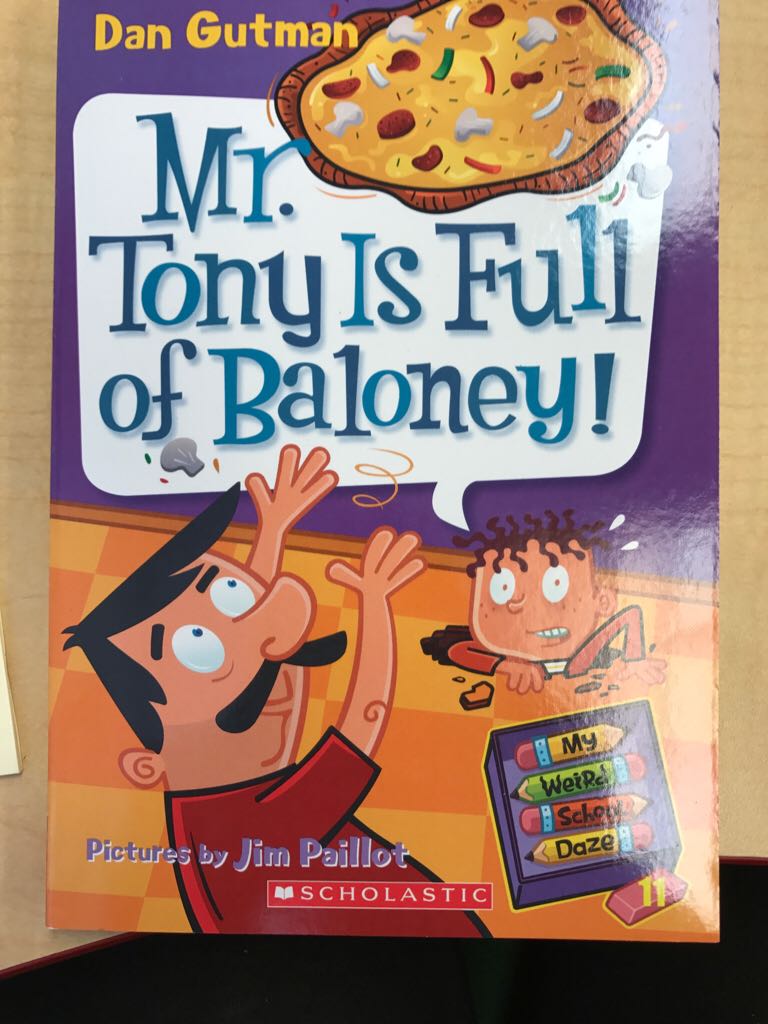 Dan Gutman
Mr.
Tony Is Full
of Baloney!
My
Weird
School
Daze
11
Pictures by Jim Paillot
SCHOLASTIC